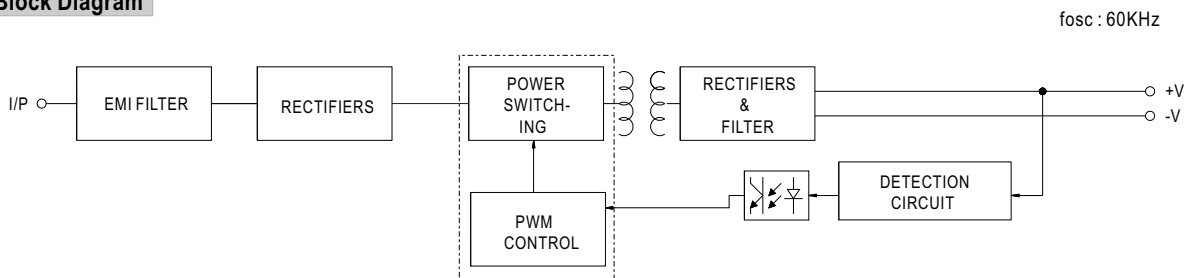 Block Diagram
fosc : 60KHz
I/P
EMI FILTER
RECTIFIERS
POWER
SWITCH-
ING
RECTIFIERS
&
FILTER
+V
-V
DETECTION
CIRCUIT
PWM
CONTROL